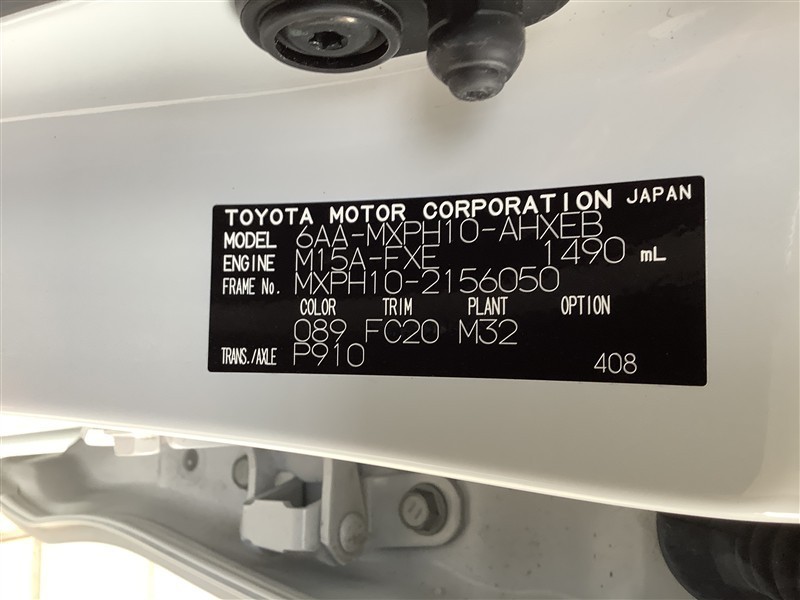 TOYOTA MOTOR CORPORATION JAPAN
MODEL 6AA-MXPH10-AHXEB
ENGINE M15A-FXE 1490 mL
FRAME No. MXPH10-2156050
COLOR TRIM PLANT OPTION
089 FC20 M32
TRANS./AXLE P910
408